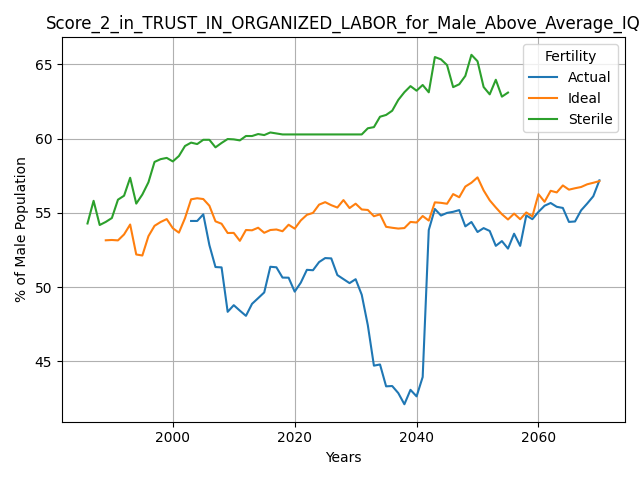 Score_2_in_TRUST_IN_ORGANIZED_LABOR_for_Male_Above_Average_IQ
Fertility
Actual
Ideal
Sterile
% of Male Population
65
60
55
50
45
2000
2020
2040
2060
Years